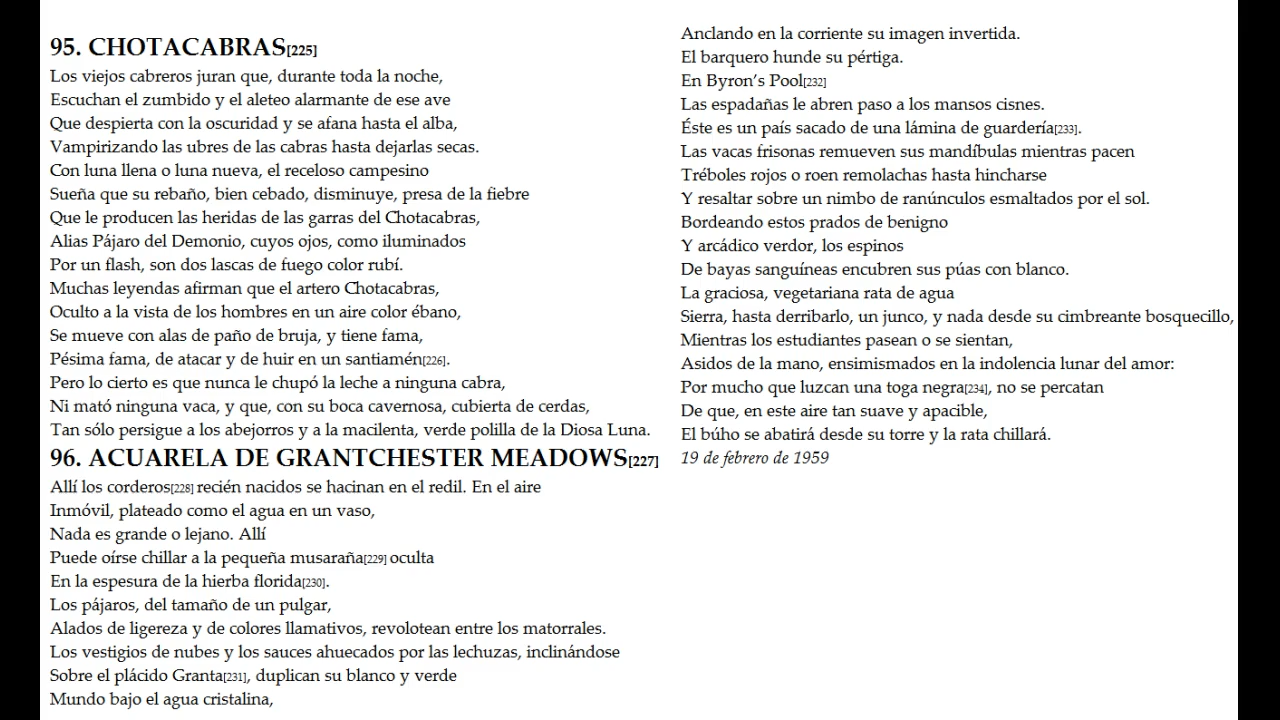 95. CHOTACABRAS[225]
Los viejos cabreros juran que, durante toda la noche,
Escuchan el zumbido y el aleteo alarmante de ese ave
Que despierta con la oscuridad y se afana hasta el alba,
Vampirizando las ubres de las cabras hasta dejarlas secas.
Con luna llena o luna nueva, el receloso campesino
Sueña que su rebaño, bien cebado, disminuye, presa de la fiebre
Que le producen las heridas de las garras del Chotacabras,
Alias Pájaro del Demonio, cuyos ojos, como iluminados
Por un flash, son dos lascas de fuego color rubí.
Muchas leyendas afirman que el artero Chotacabras,
Oculto a la vista de los hombres en un aire color ébano,
Se mueve con alas de paño de bruja, y tiene fama,
Pésima fama, de atacar y de huir en un santiamén[226].
Pero lo cierto es que nunca le chupó la leche a ninguna cabra,
Ni mató ninguna vaca, y que, con su boca cavernosa, cubierta de cerdas,
Tan sólo persigue a los abejorros y a la macilenta, verde polilla de la Diosa Luna.
96. ACUARELA DE GRANTCHESTER MEADOWS[227]
Allí los corderos[228] recién nacidos se hacinan en el redil. En el aire
Inmóvil, plateado como el agua en un vaso,
Nada es grande o lejano. Allí
Puede oírse chillar a la pequeña musaraña[229] oculta
En la espesura de la hierba florida[230].
Los pájaros, del tamaño de un pulgar,
Alados de ligereza y de colores llamativos, revolotean entre los matorrales.
Los vestigios de nubes y los sauces ahuecados por las lechuzas, inclinándose
Sobre el plácido Granta[231], duplican su blanco y verde
Mundo bajo el agua cristalina,
Anclando en la corriente su imagen invertida.
El barquero hunde su pértiga.
En Byron’s Pool[232]
Las espadañas le abren paso a los mansos cisnes.
Éste es un país sacado de una lámina de guardería[233].
Las vacas frisonas remueven sus mandíbulas mientras pacen
Tréboles rojos o roen remolachas hasta hincharse
Y resaltar sobre un nimbo de ranúnculos esmaltados por el sol.
Bordeando estos prados de benigno
Y arcádico verdor, los espinos
De bayas sanguíneas encubren sus púas con blanco.
La graciosa, vegetariana rata de agua
Sierra, hasta derribarlo, un junco, y nada desde su cimbreante bosquecillo,
Mientras los estudiantes pasean o se sientan,
Asidos de la mano, ensimismados en la indolencia lunar del amor:
Por mucho que luzcan una toga negra[234], no se percatan
De que, en este aire tan suave y apacible,
El búho se abatirá desde su torre y la rata chillará.
19 de febrero de 1959